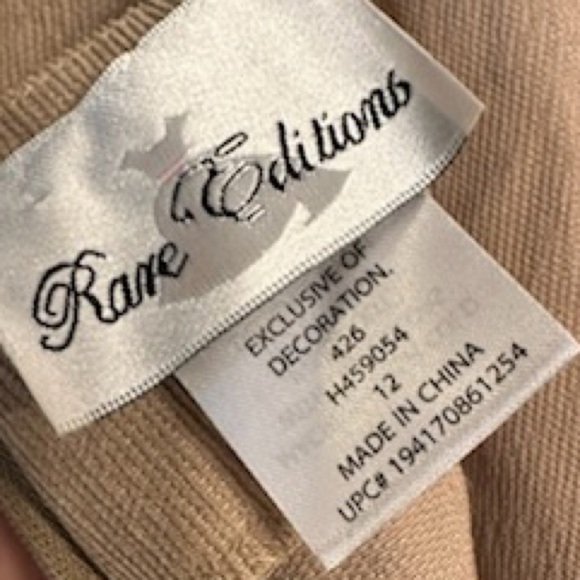 Rare Editions
EXCLUSIVE OF
DECORATION.
426
H459054
12
MADE IN CHINA
UPC# 194170861254